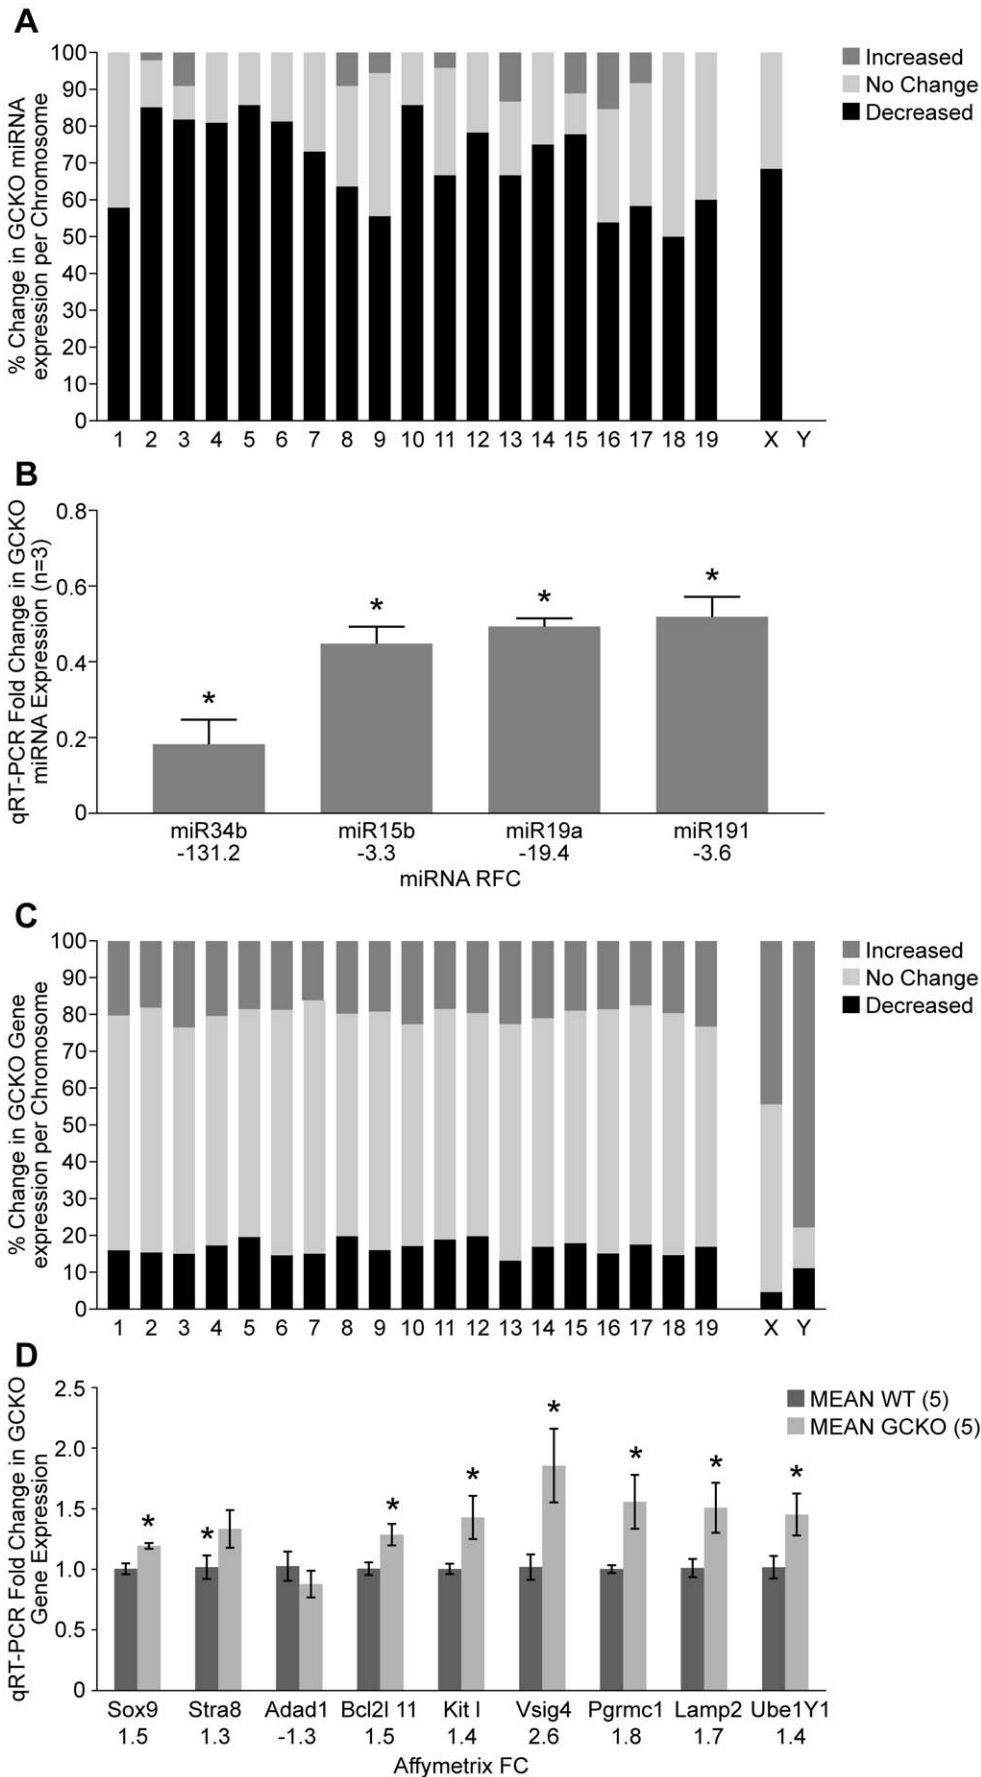 A
% Change in GCKO miRNA
expression per Chromosome
100
90
80
70
60
50
40
30
20
10
0
1 2 3 4 5 6 7 8 9 10 11 12 13 14 15 16 17 18 19 X Y
Increased
No Change
Decreased
B
qRT-PCR Fold Change in GCKO
miRNA Expression (n=3)
0.8
0.6
0.4
0.2
0
* * * *
miR34b miR15b miR19a miR191
-131.2 -3.3 -19.4 -3.6
miRNA RFC
C
% Change in GCKO Gene
expression per Chromosome
100
90
80
70
60
50
40
30
20
10
0
1 2 3 4 5 6 7 8 9 10 11 12 13 14 15 16 17 18 19 X Y
Increased
No Change
Decreased
D
qRT-PCR Fold Change in GCKO
Gene Expression
2.5
2.0
1.5
1.0
0.5
0
MEAN WT (5)
MEAN GCKO (5)
* * * * * * * *
Sox9 Stra8 Adad1 Bcl2l 11 Kit l Vsig4 Pgrmc1 Lamp2 Ube1Y1
1.5 1.3 -1.3 1.5 1.4 2.6 1.8 1.7 1.4
Affymetrix FC